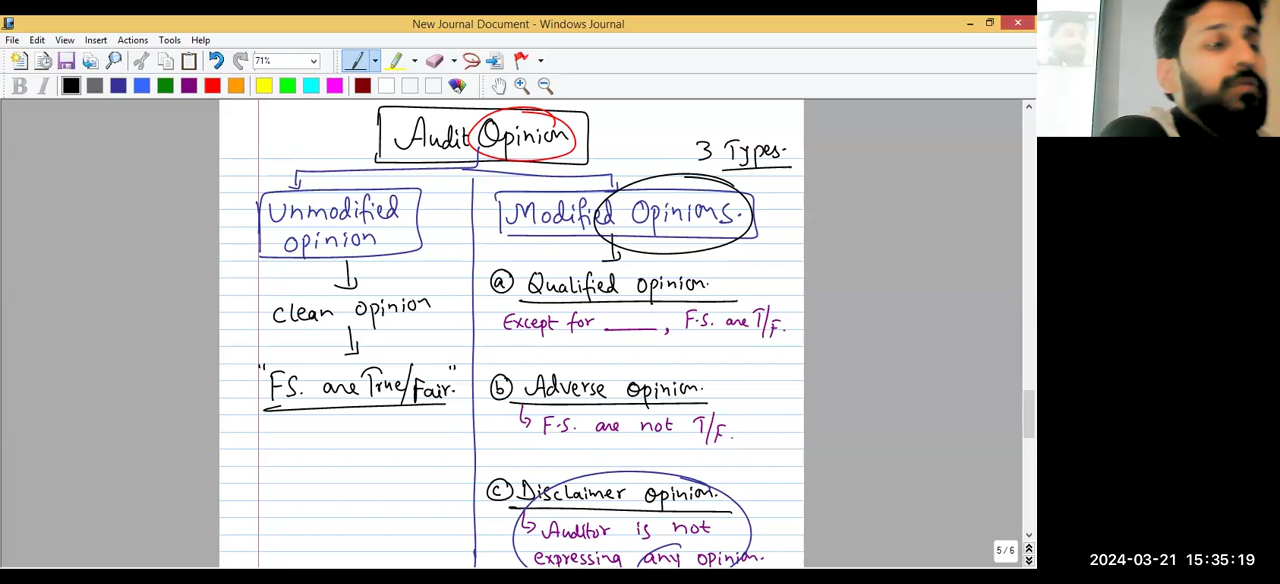 New Journal Document - Windows Journal
File Edit View Insert Actions Tools Help
71%
B I
Audit Opinion
3 Types.
Unmodified
opinion
Modified Opinions.
clean opinion
"FS. are True/Fair."
(a) Qualified opinion.
Except for ____, F.S. are T/F.
(b) Adverse opinion.
F.S. are not T/F.
(c) Disclaimer opinion.
Auditor is not
expressing any opinion.
5/6
2024-03-21 15:35:19